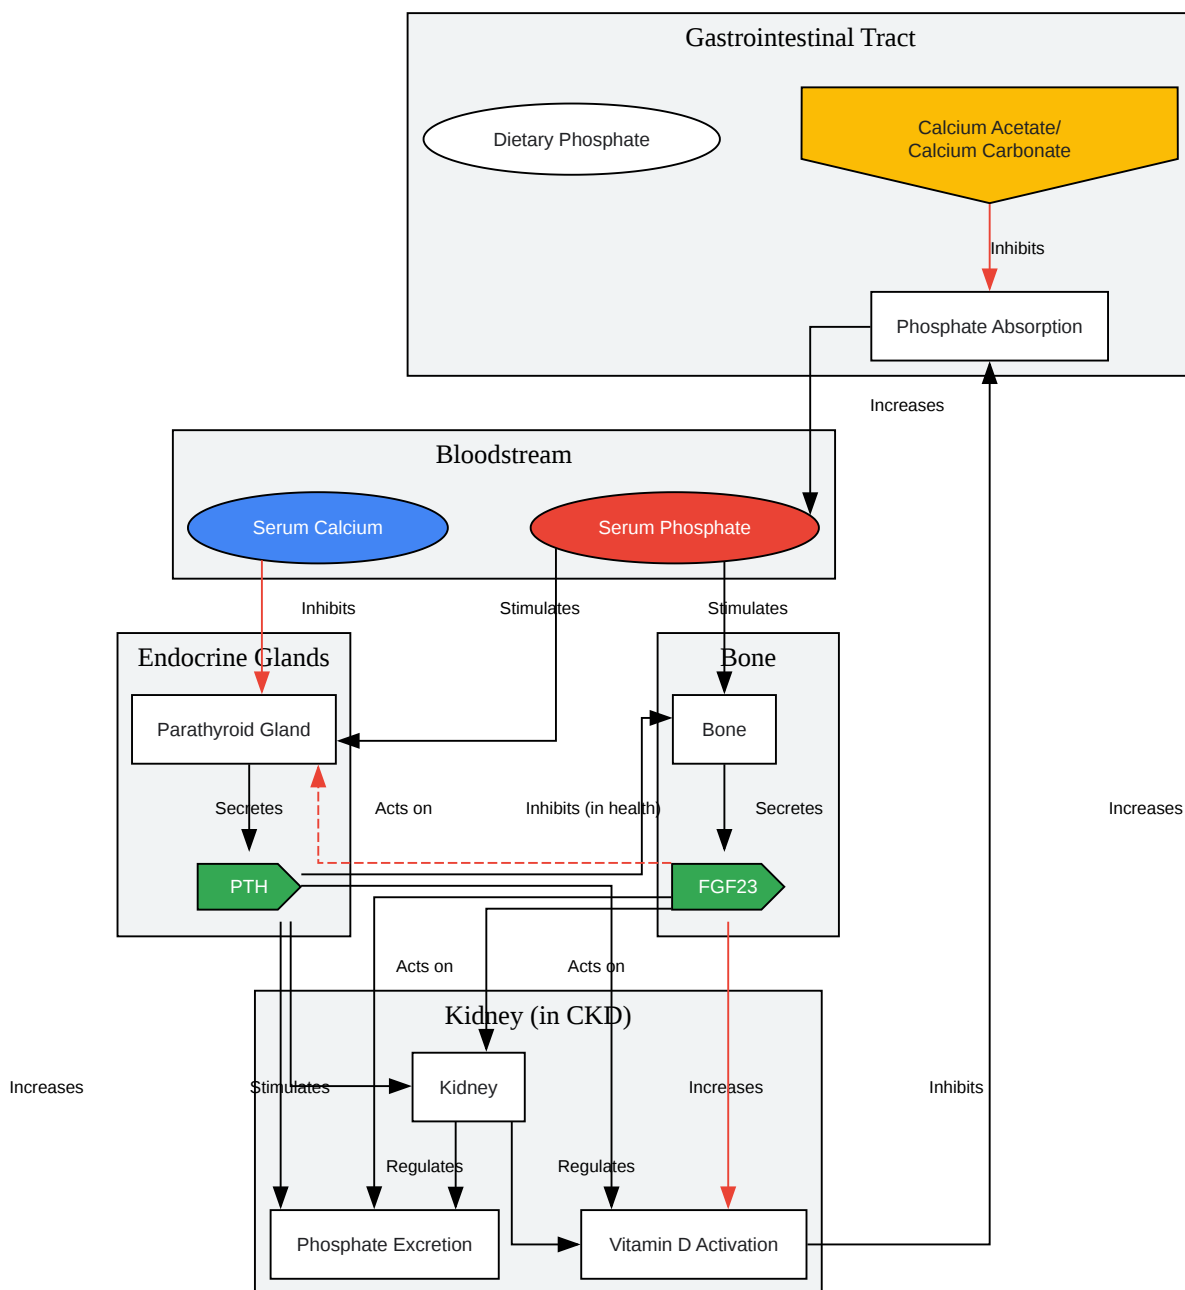 Gastrointestinal Tract
Dietary Phosphate
Calcium Acetate/
Calcium Carbonate
Inhibits
Phosphate Absorption
Increases
Bloodstream
Serum Calcium
Serum Phosphate
Inhibits
Stimulates
Stimulates
Endocrine Glands
Bone
Parathyroid Gland
Bone
Secretes
Acts on
Inhibits (in health)
Secretes
Increases
PTH
FGF23
Acts on
Acts on
Kidney (in CKD)
Increases
Stimulates
Kidney
Increases
Inhibits
Regulates
Regulates
Phosphate Excretion
Vitamin D Activation